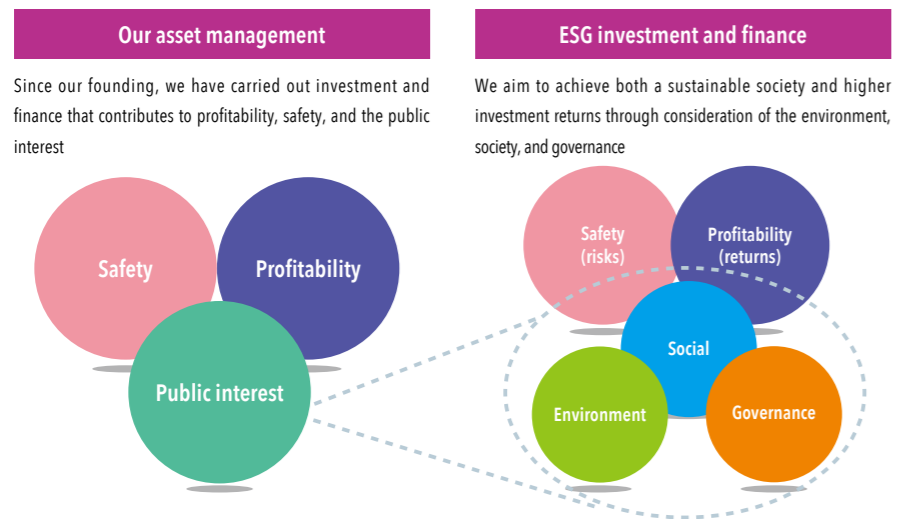 Our asset management
Since our founding, we have carried out investment and
finance that contributes to profitability, safety, and the public
interest
Safety
Profitability
Public interest
ESG investment and finance
We aim to achieve both a sustainable society and higher
investment returns through consideration of the environment,
society, and governance
Safety
(risks)
Profitability
(returns)
Social
Environment
Governance